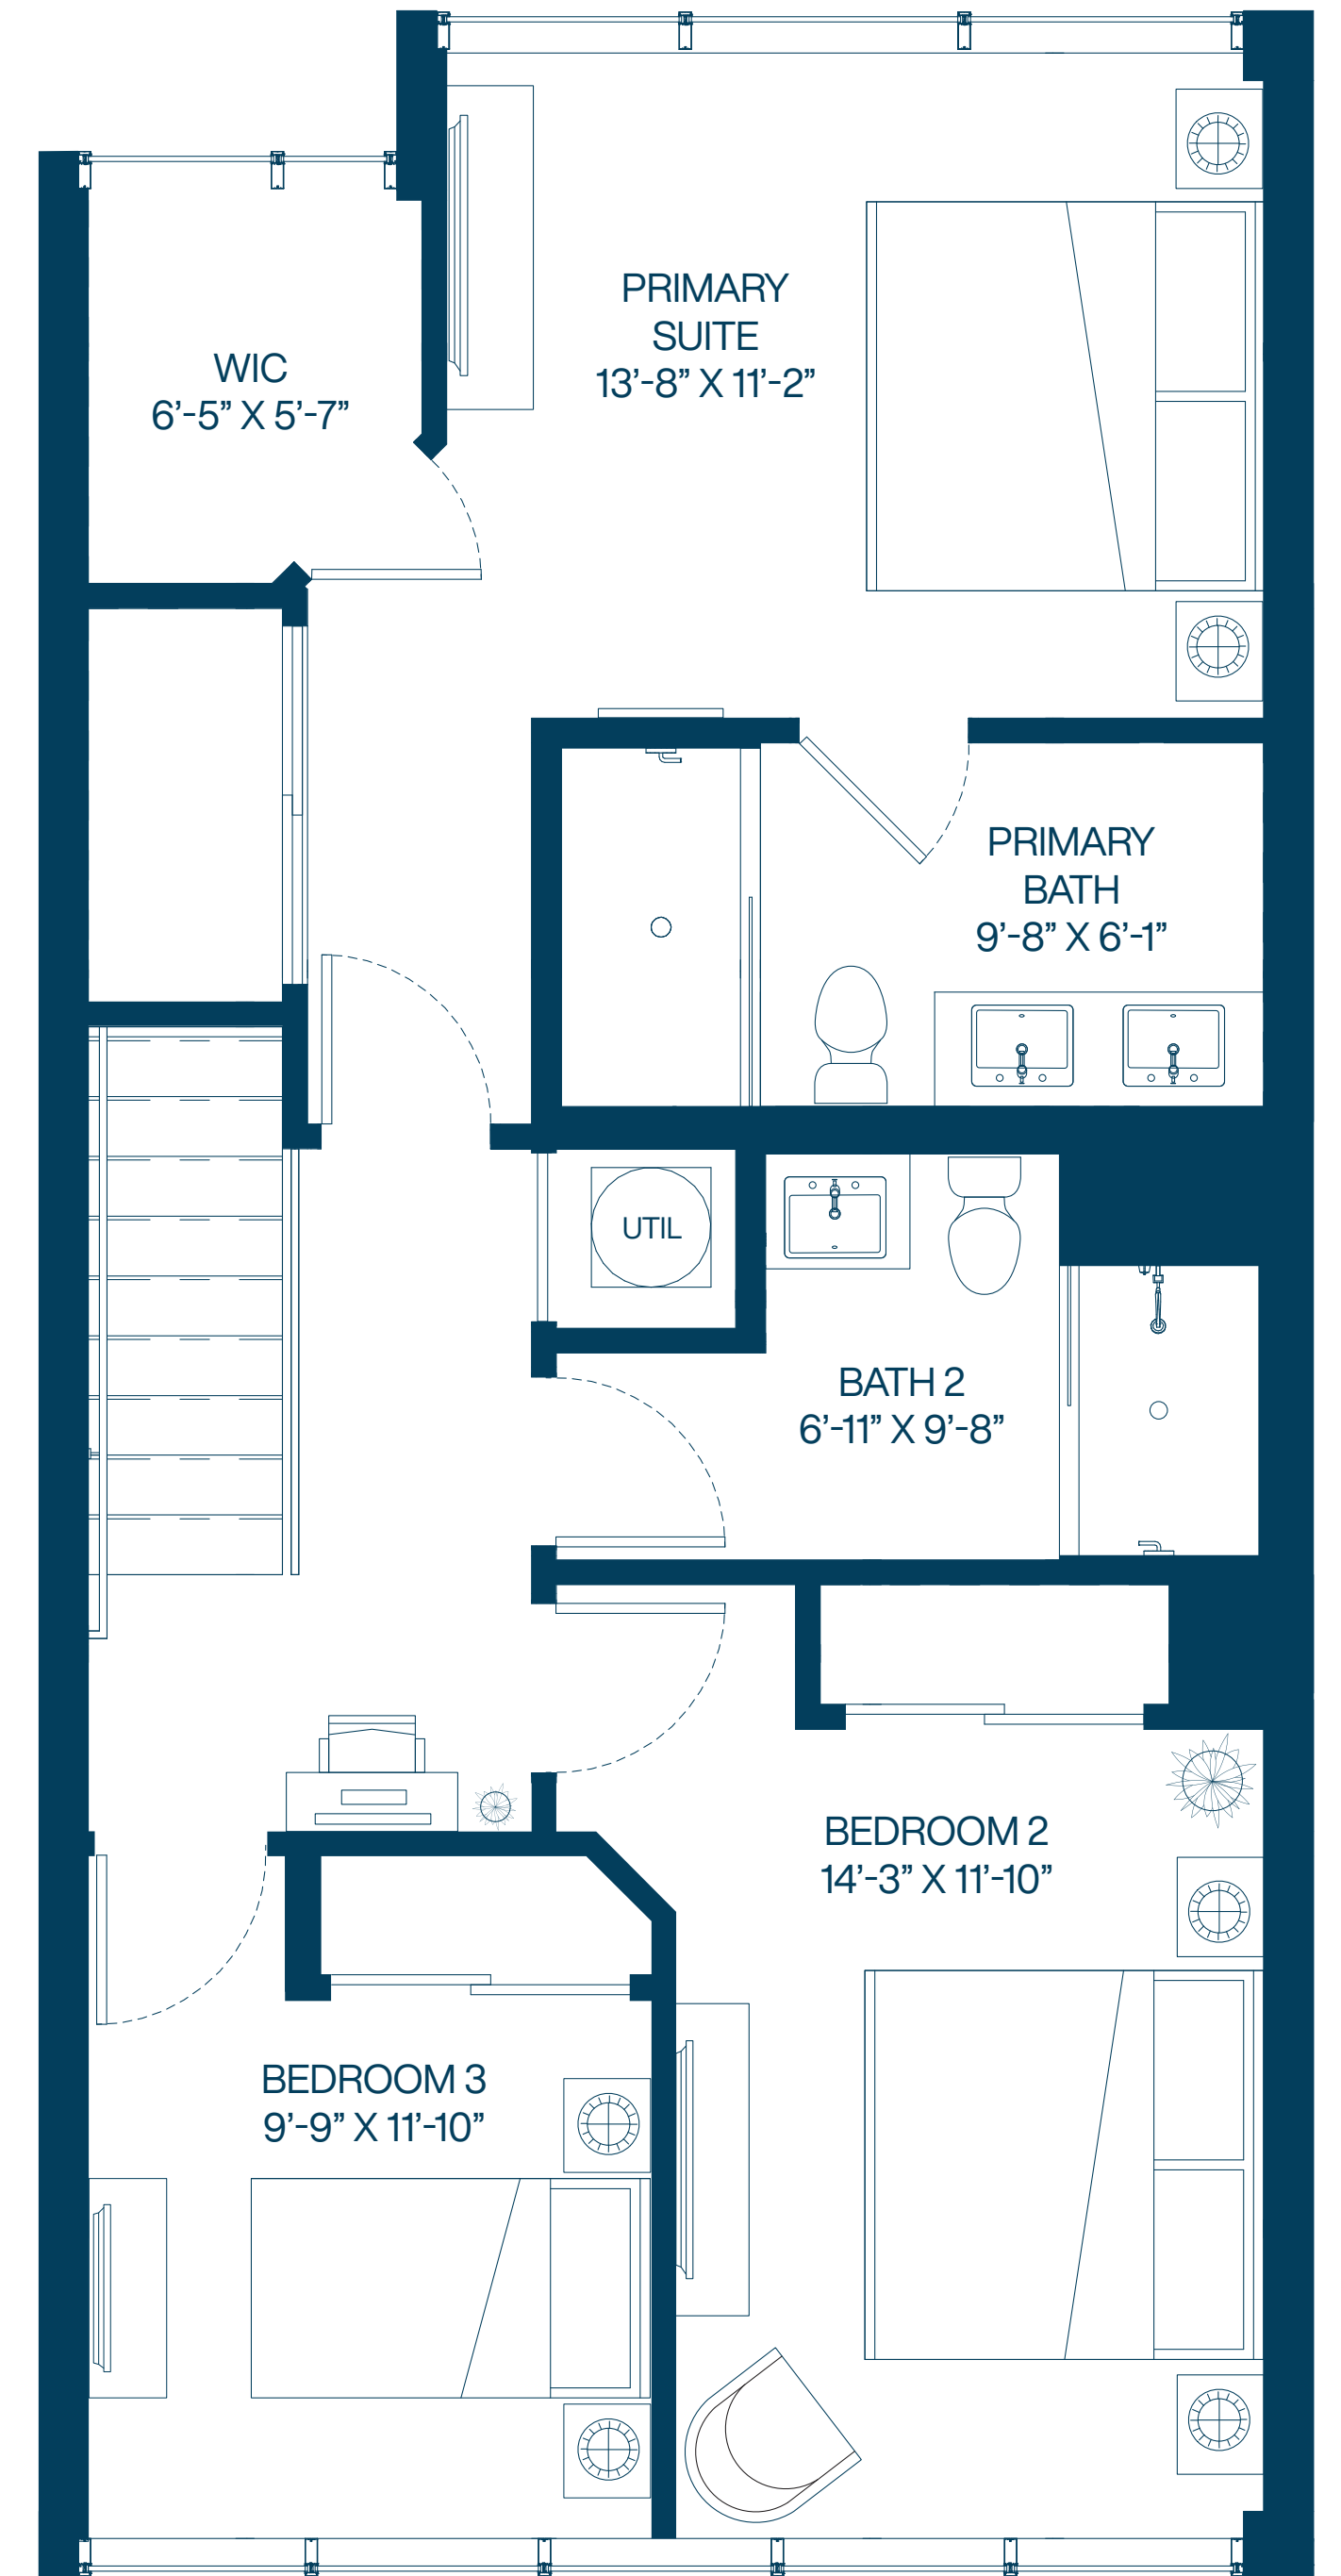 PRIMARY
SUITE
13’-8” X 11’-2”
WIC
6’-5” X 5’-7”
PRIMARY
BATH
9’-8” X 6’-1”
UTIL
BATH 2
6’-11” X 9’-8”
BEDROOM 2
14’-3” X 11’-10”
BEDROOM 3
9’-9” X 11’-10”